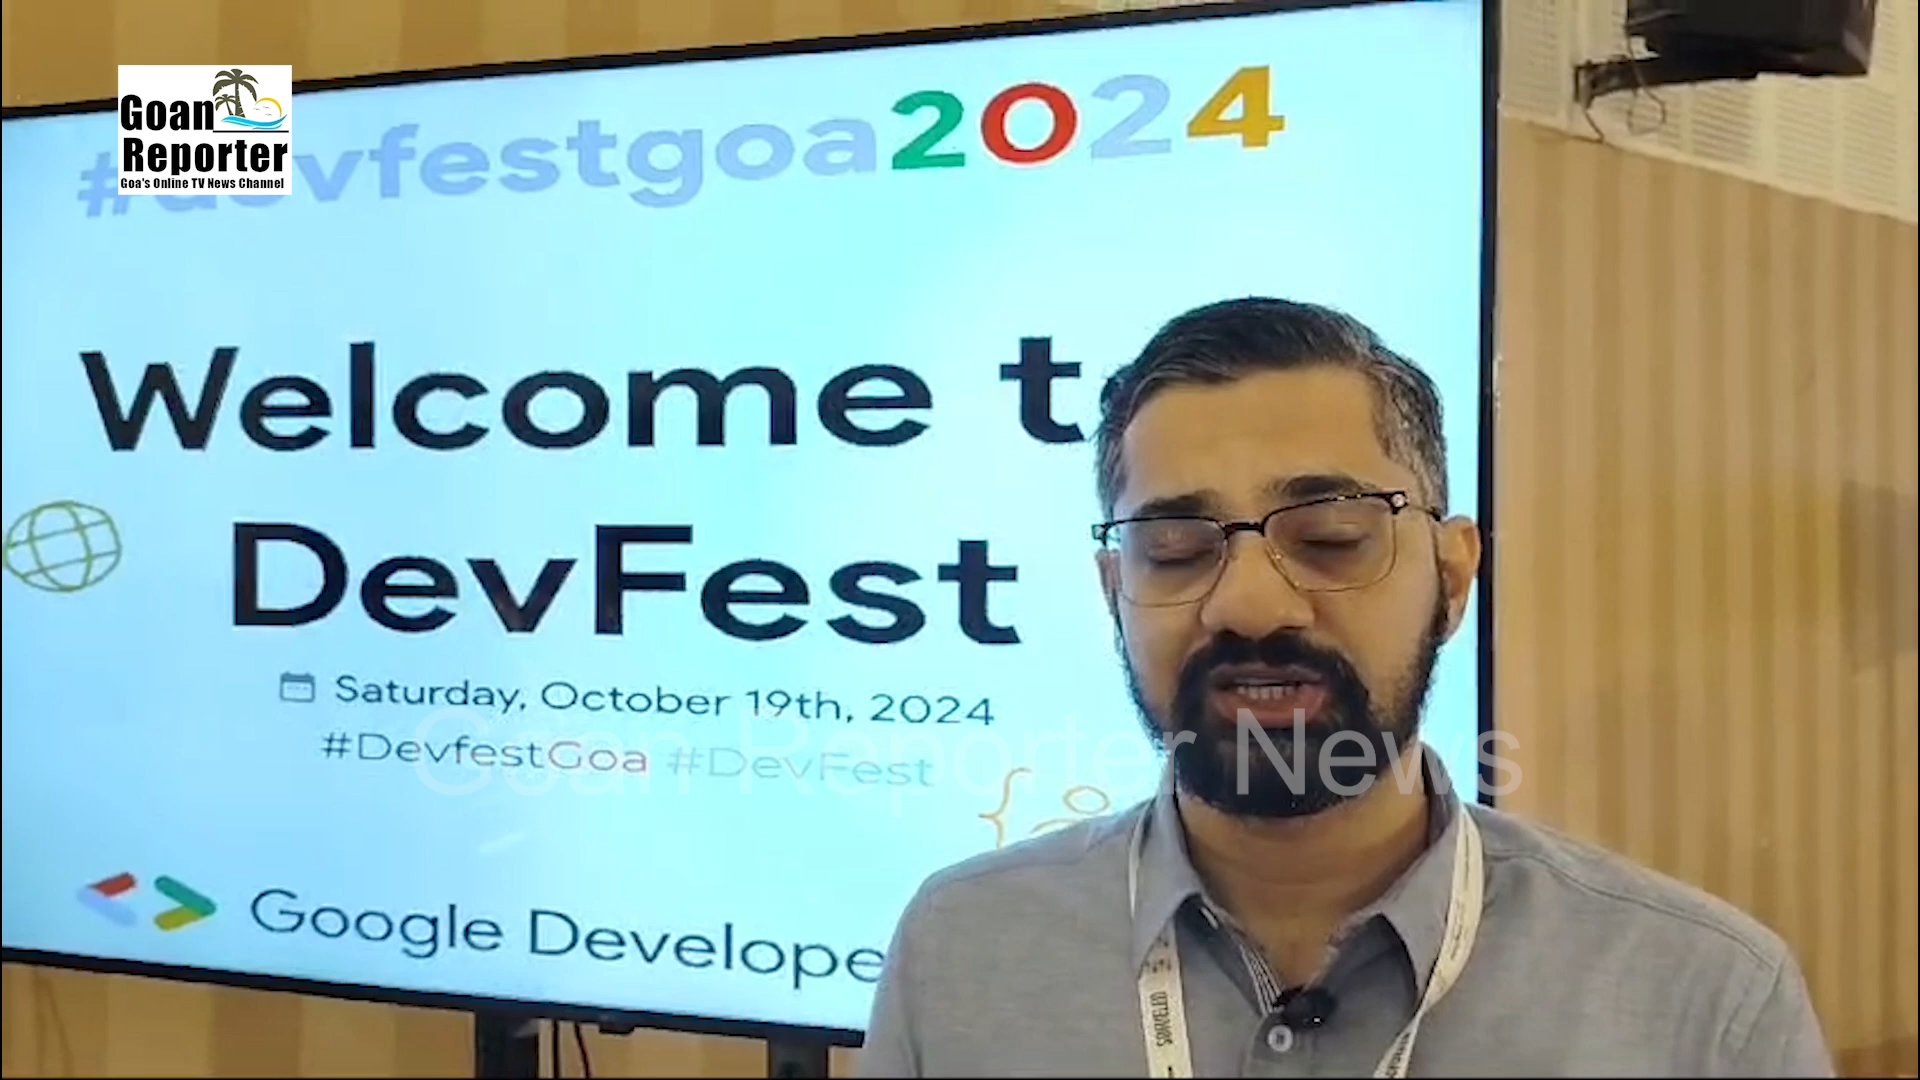 Goan
Reporter
Goa's Online TV News Channel
#devfestgoa2024
Welcome t
DevFest
Saturday, October 19th, 2024
#DevfestGoa #DevFest
Goan Reporter News
Google Develope